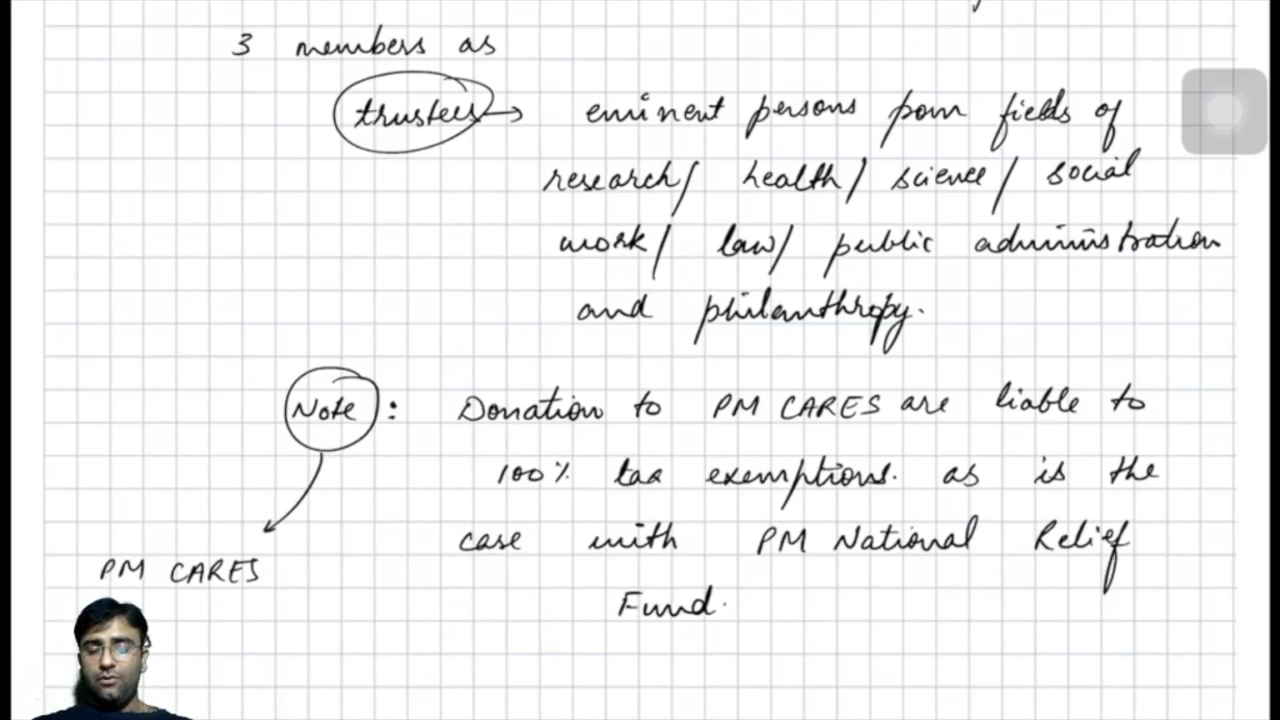 3 members as
trustees → eminent persons from fields of
research/ health/ science/ social
work/ law/ public administration
and philanthropy.
Note : Donation to PM CARES are liable to
100% tax exemptions. as is the
case with PM National Relief
Fund.
PM CARES